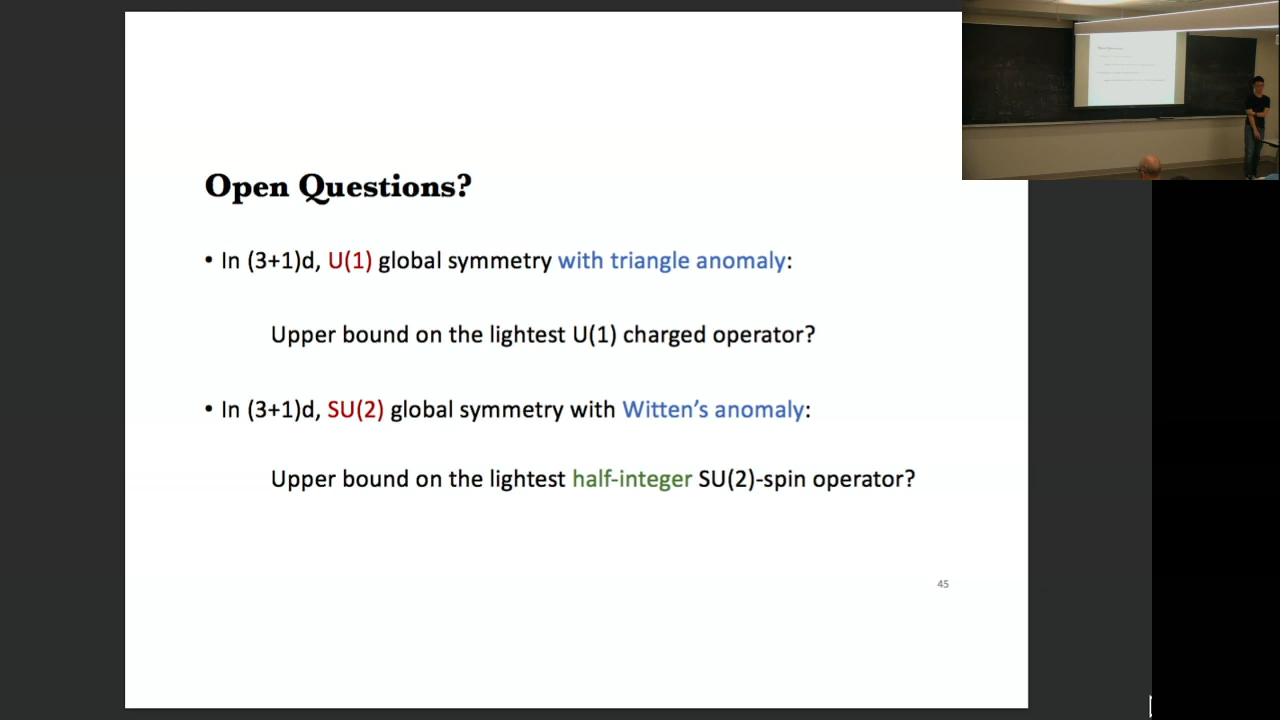 Open Questions?
• In (3+1)d, U(1) global symmetry with triangle anomaly:
Upper bound on the lightest U(1) charged operator?
• In (3+1)d, SU(2) global symmetry with Witten's anomaly:
Upper bound on the lightest half-integer SU(2)-spin operator?
45